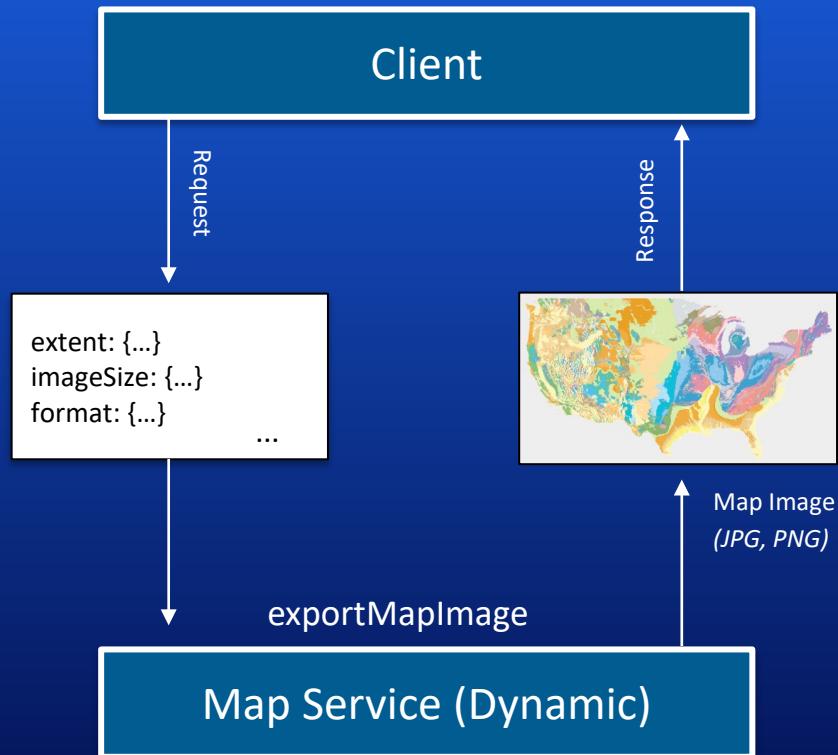 Client
Request
Response
extent: {…}
imageSize: {…}
format: {…}
…
Map Image
(JPG, PNG)
exportMapImage
Map Service (Dynamic)